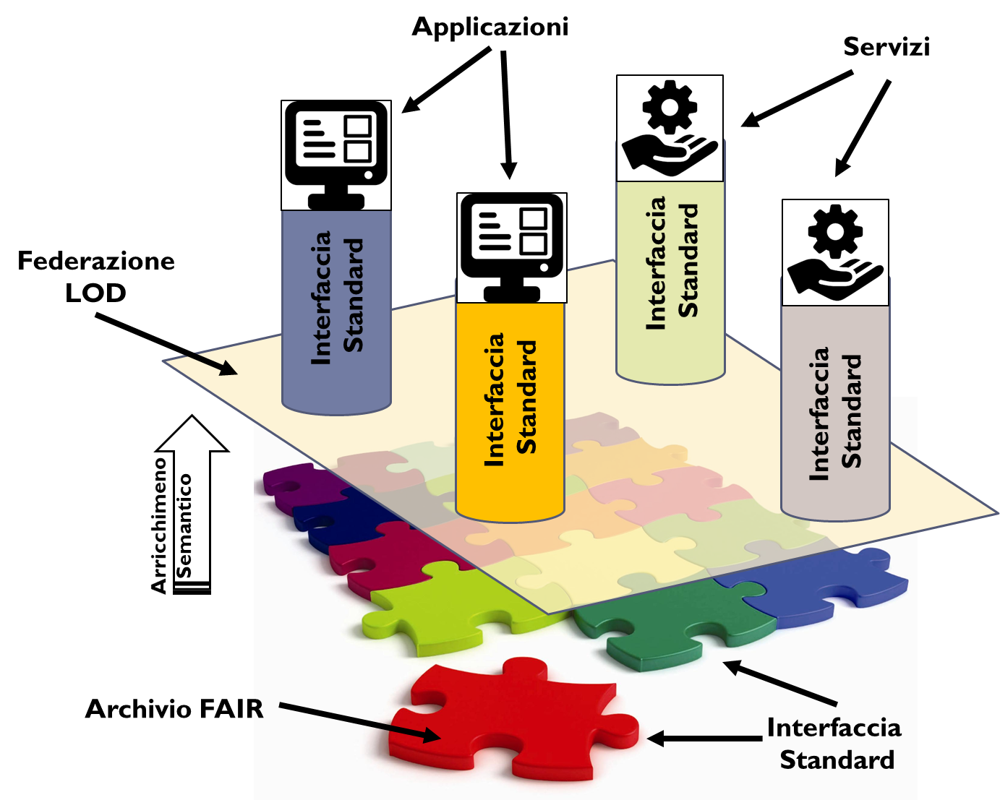 Applicazioni
Servizi
Federazione
LOD
Interfaccia
Standard
Interfaccia
Standard
Interfaccia
Standard
Interfaccia
Standard
Arricchimeno
Semantico
Archivio FAIR
Interfaccia
Standard